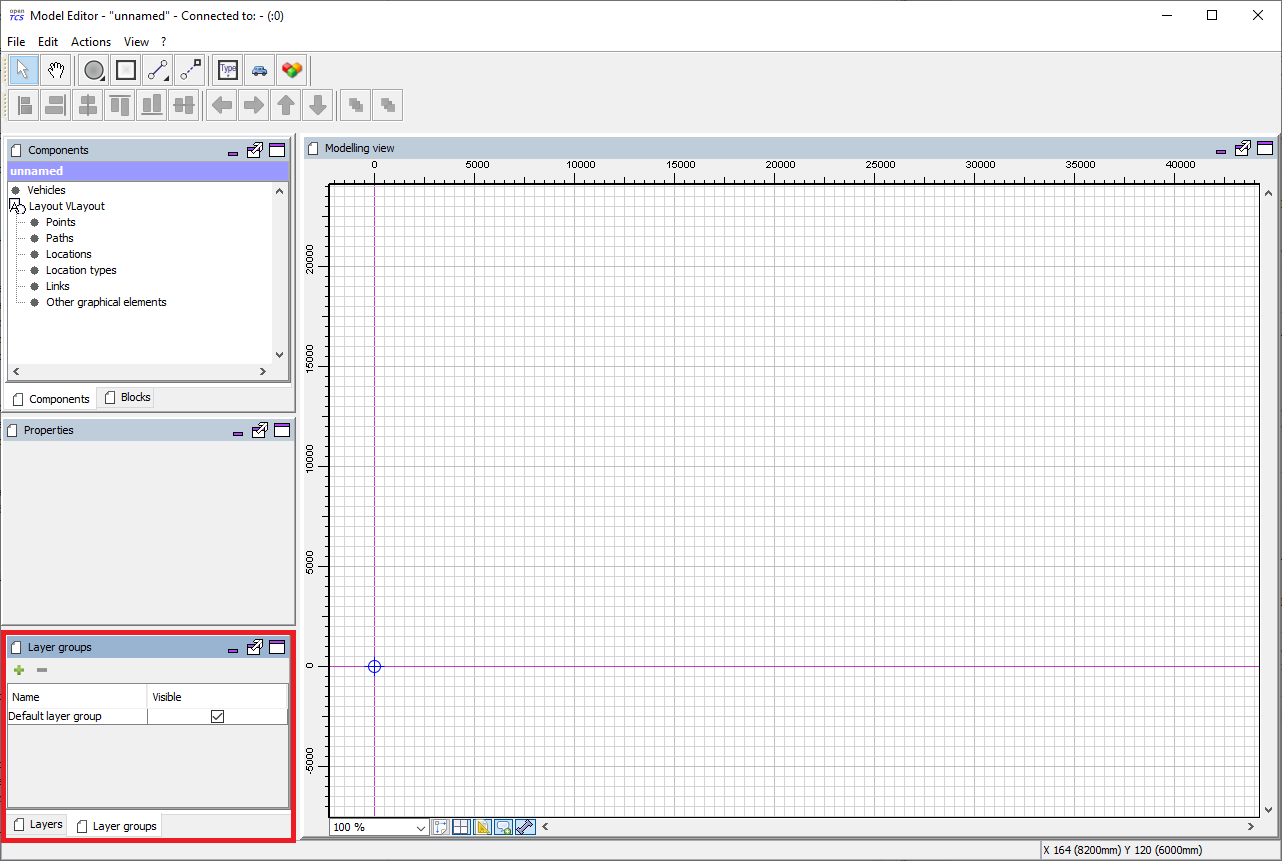 open TCS Model Editor - "unnamed" - Connected to: - (:0)
File Edit Actions View ?
Type
Components
unnamed
Vehicles
Layout VLayout
Points
Paths
Locations
Location types
Links
Other graphical elements
Components Blocks
Properties
Layer groups
Name Visible
Default layer group
Layers Layer groups
Modelling view
0 5000 10000 15000 20000 25000 30000 35000 40000
20000
15000
10000
5000
0
-5000
100 %
X 164 (8200mm) Y 120 (6000mm)